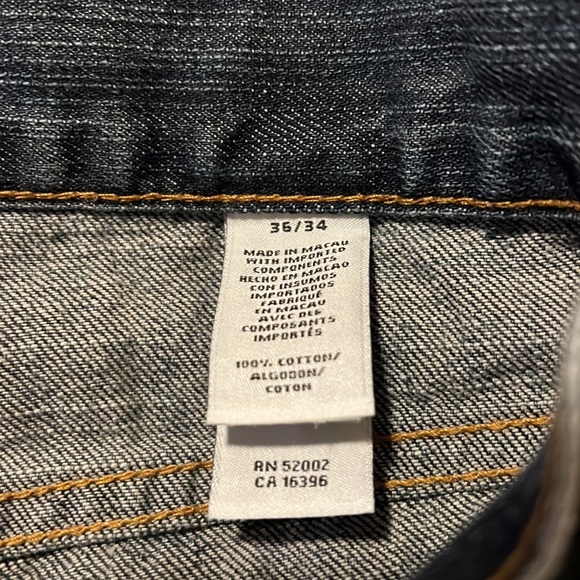 36/34
MADE IN MACAU
WITH IMPORTED
COMPONENTS
HECHO EN MACAO
CON INSUMOS
IMPORTADOS
FABRIQUÉ
EN MACAU
AVEC DES
COMPOSANTS
IMPORTÉS
100% COTTON/
ALGODON/
COTON
RN 52002
CA 16396